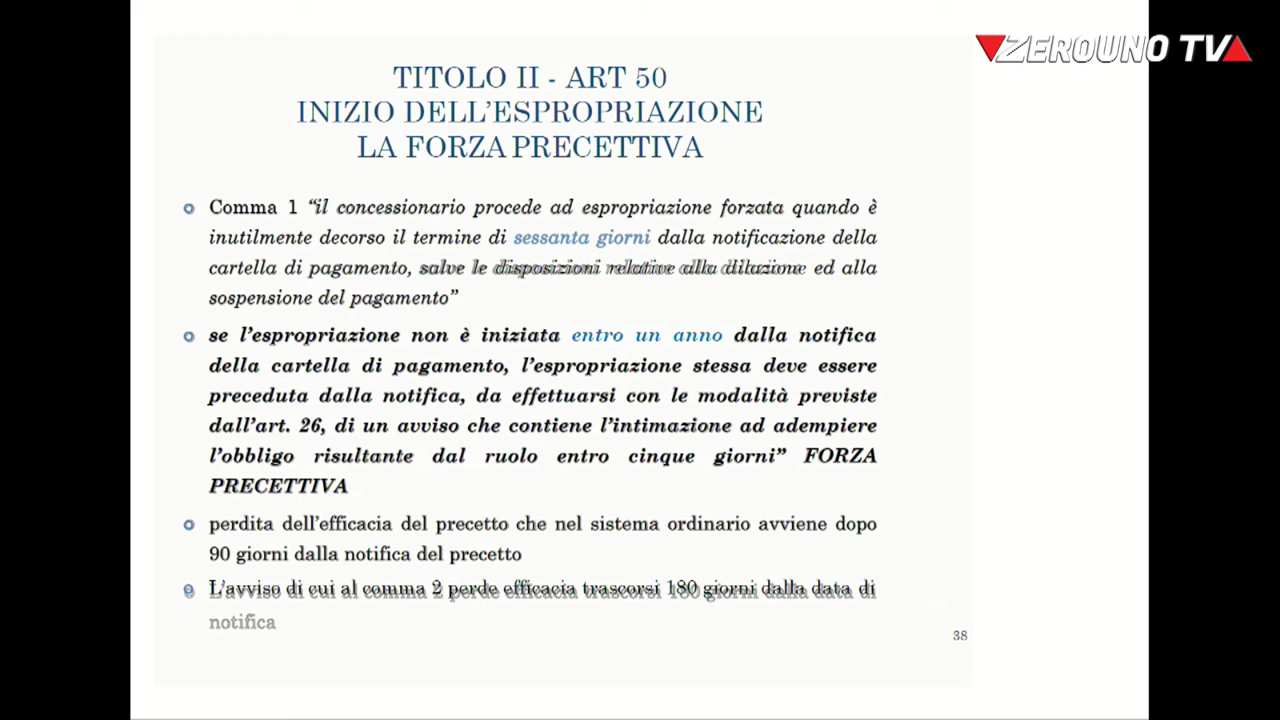 ZEROUNO TV
TITOLO II - ART 50
INIZIO DELL'ESPROPRIAZIONE
LA FORZA PRECETTIVA
Comma 1 "il concessionario procede ad espropriazione forzata quando è
inutilmente decorso il termine di sessanta giorni dalla notificazione della
cartella di pagamento, salve le disposizioni relative alla dilazione ed alla
sospensione del pagamento"
se l'espropriazione non è iniziata entro un anno dalla notifica
della cartella di pagamento, l'espropriazione stessa deve essere
preceduta dalla notifica, da effettuarsi con le modalità previste
dall'art. 26, di un avviso che contiene l'intimazione ad adempiere
l'obbligo risultante dal ruolo entro cinque giorni" FORZA
PRECETTIVA
perdita dell'efficacia del precetto che nel sistema ordinario avviene dopo
90 giorni dalla notifica del precetto
L'avviso di cui al comma 2 perde efficacia trascorsi 180 giorni dalla data di
notifica
38